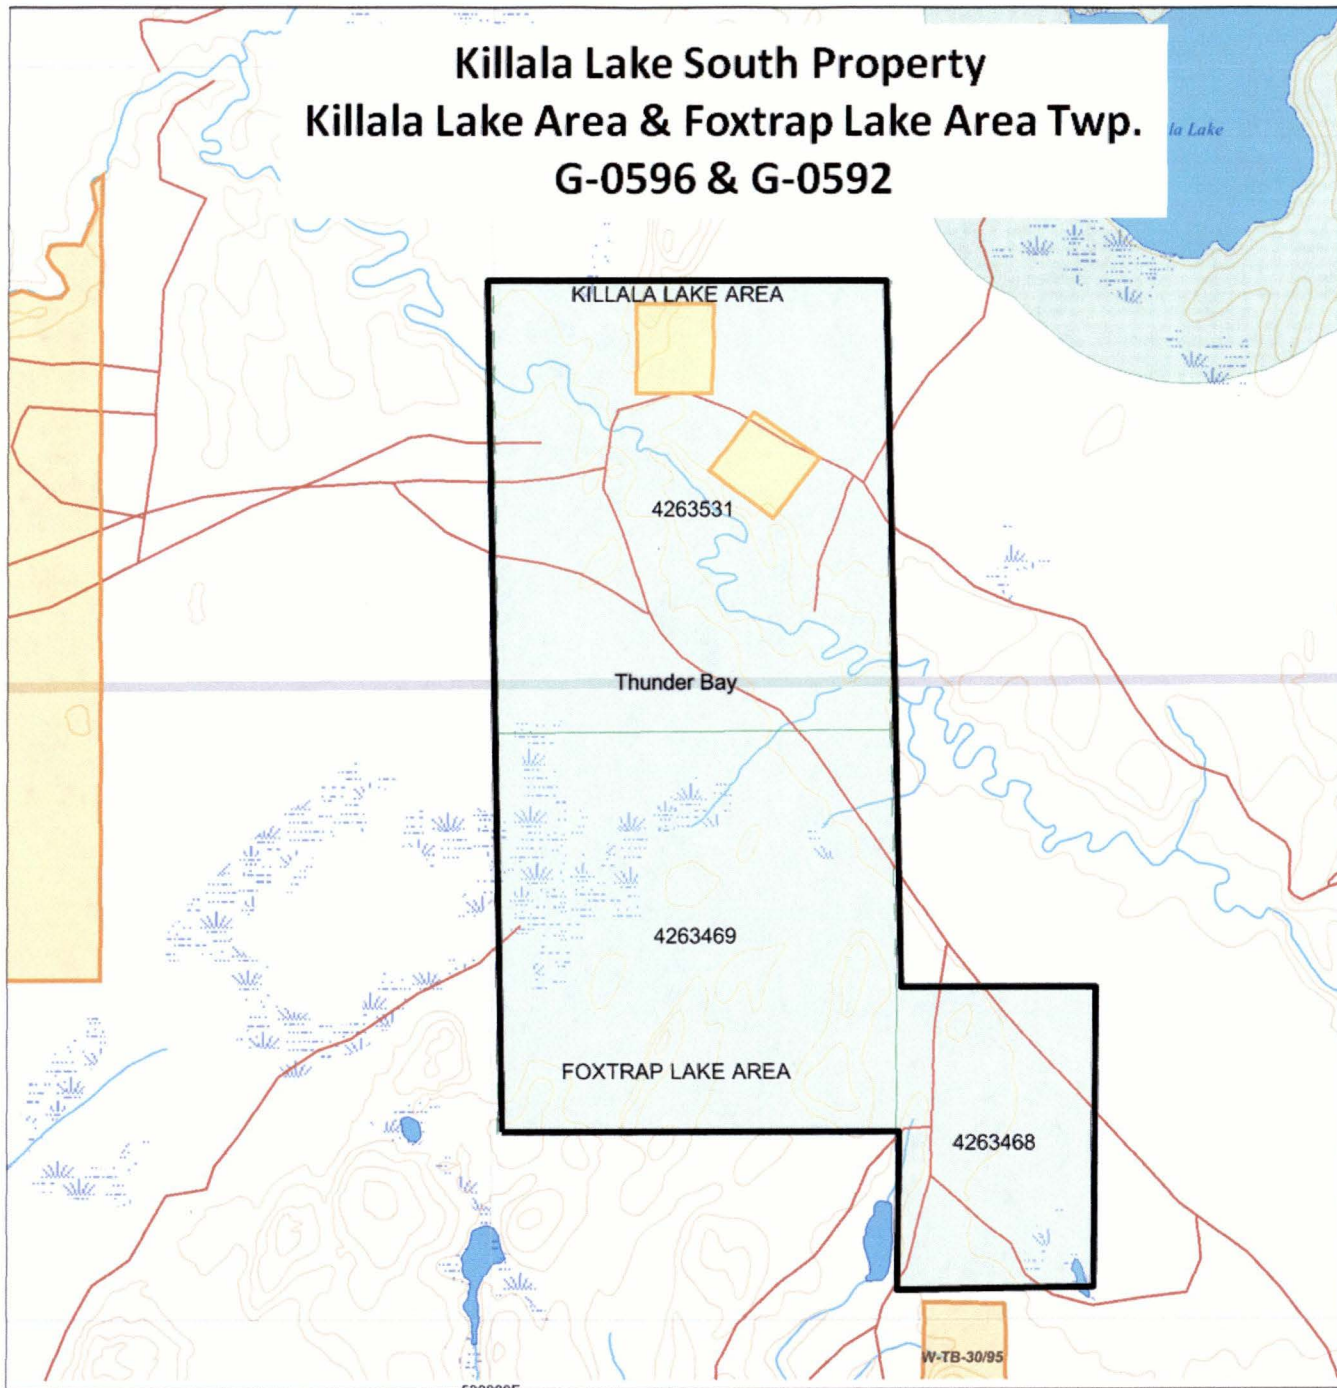 Killala Lake South Property
Killala Lake Area & Foxtrap Lake Area Twp.
G-0596 & G-0592
la Lake
KILLALA LAKE AREA
4263531
Thunder Bay
4263469
FOXTRAP LAKE AREA
4263468
W-TB-30/95